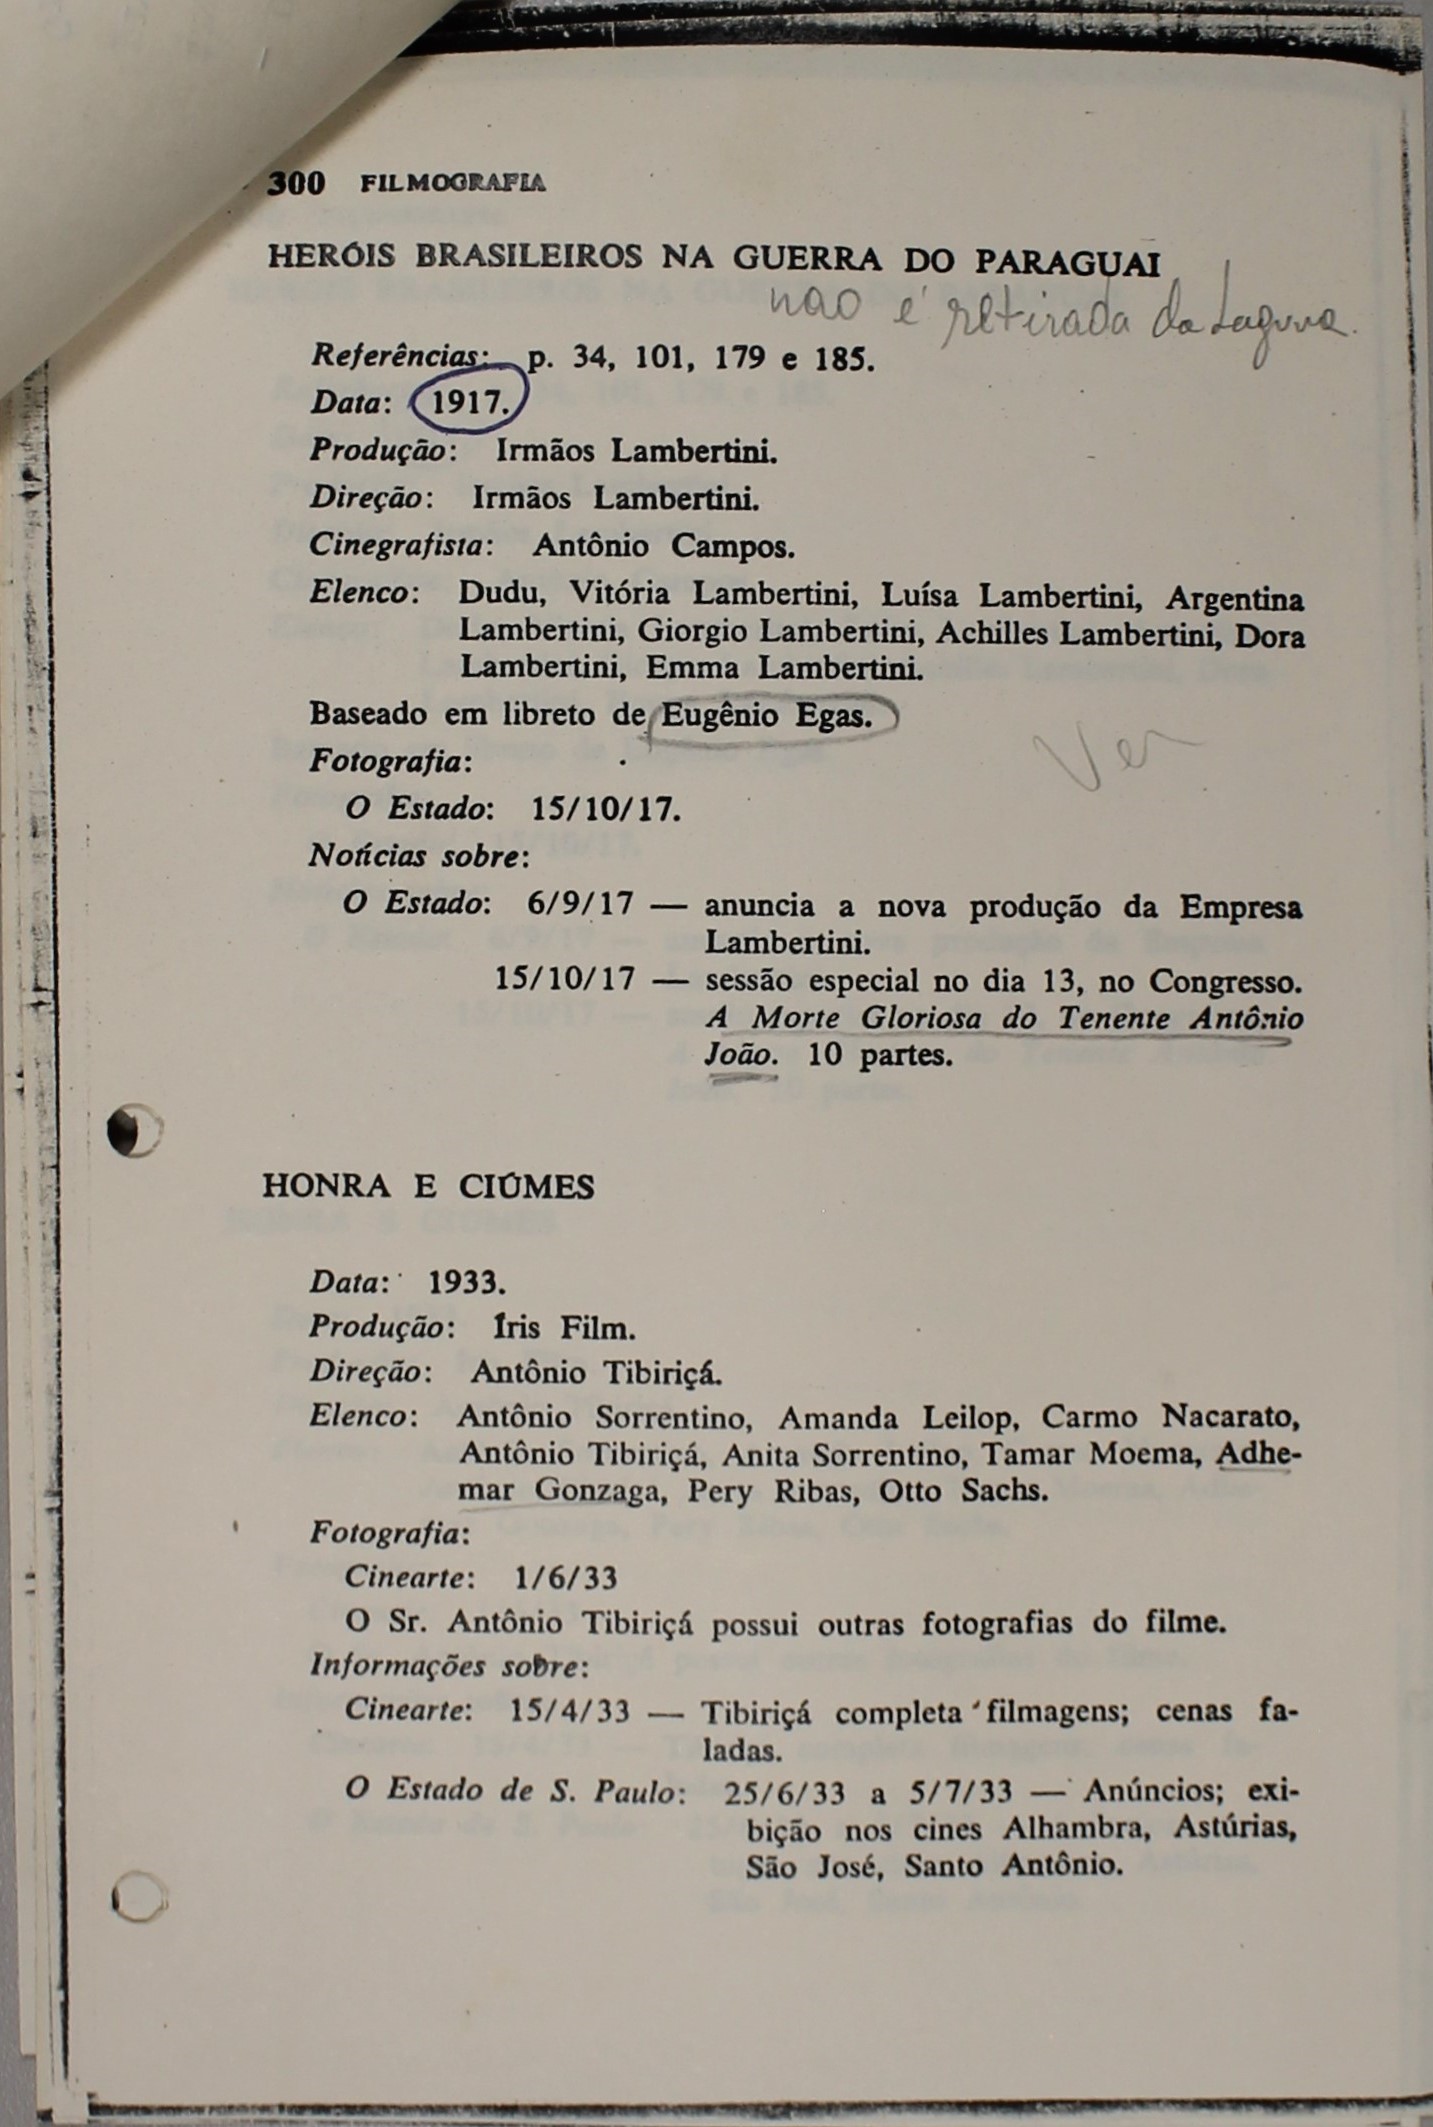 300 FILMOGRAFIA
HERÓIS BRASILEIROS NA GUERRA DO PARAGUAI
não é retirada da Laguna.
Referências: p. 34, 101, 179 e 185.
Data: 1917.
Produção: Irmãos Lambertini.
Direção: Irmãos Lambertini.
Cinegrafista: Antônio Campos.
Elenco: Dudu, Vitória Lambertini, Luísa Lambertini, Argentina
Lambertini, Giorgio Lambertini, Achilles Lambertini, Dora
Lambertini, Emma Lambertini.
Baseado em libreto de Eugênio Egas.
Ver
Fotografia:
O Estado: 15/10/17.
Notícias sobre:
O Estado: 6/9/17 — anuncia a nova produção da Empresa
Lambertini.
15/10/17 — sessão especial no dia 13, no Congresso.
A Morte Gloriosa do Tenente Antônio
João. 10 partes.
HONRA E CIÚMES
Data: 1933.
Produção: Íris Film.
Direção: Antônio Tibiriçá.
Elenco: Antônio Sorrentino, Amanda Leilop, Carmo Nacarato,
Antônio Tibiriçá, Anita Sorrentino, Tamar Moema, Adhe-
mar Gonzaga, Pery Ribas, Otto Sachs.
Fotografia:
Cinearte: 1/6/33
O Sr. Antônio Tibiriçá possui outras fotografias do filme.
Informações sobre:
Cinearte: 15/4/33 — Tibiriçá completa filmagens; cenas fa-
ladas.
O Estado de S. Paulo: 25/6/33 a 5/7/33 — Anúncios; exi-
bição nos cines Alhambra, Astúrias,
São José, Santo Antônio.